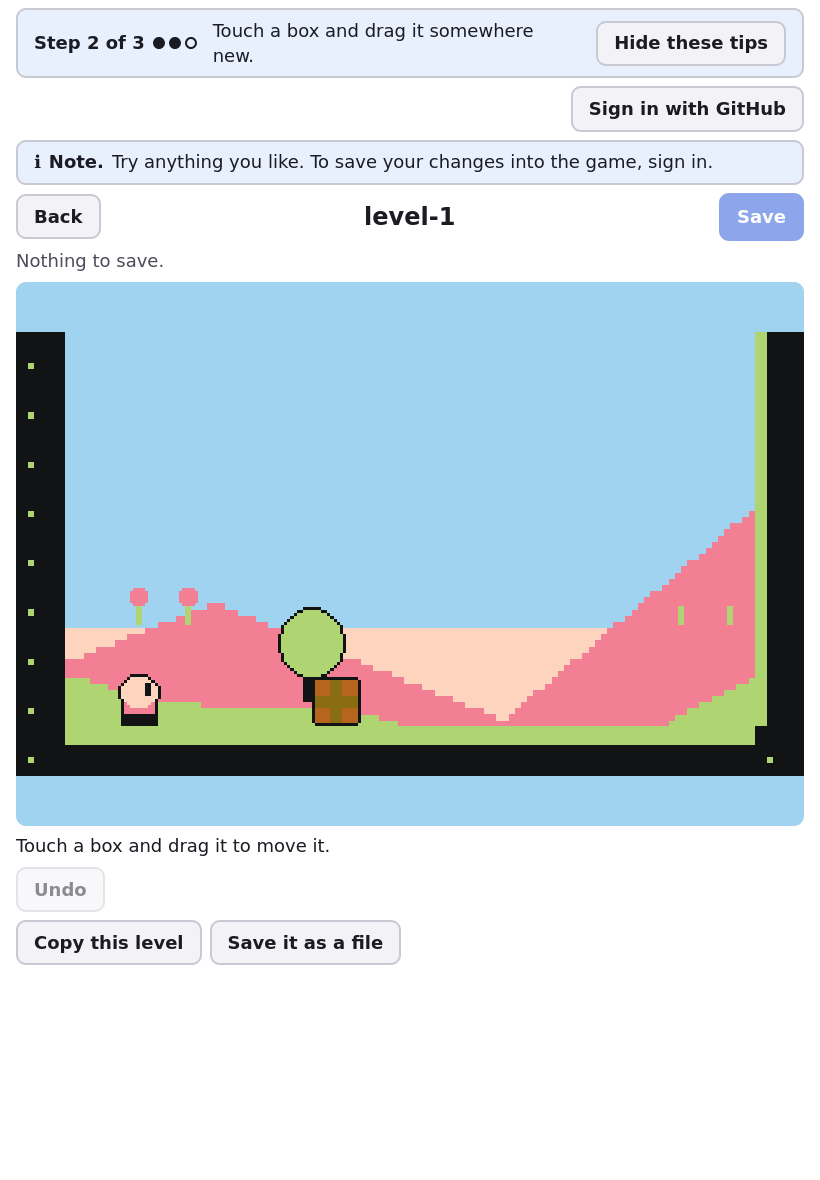 Step 2 of 3
Touch a box and drag it somewhere
new.
Hide these tips
Sign in with GitHub
ℹ Note. Try anything you like. To save your changes into the game, sign in.
Back
level-1
Save
Nothing to save.
Touch a box and drag it to move it.
Undo
Copy this level
Save it as a file